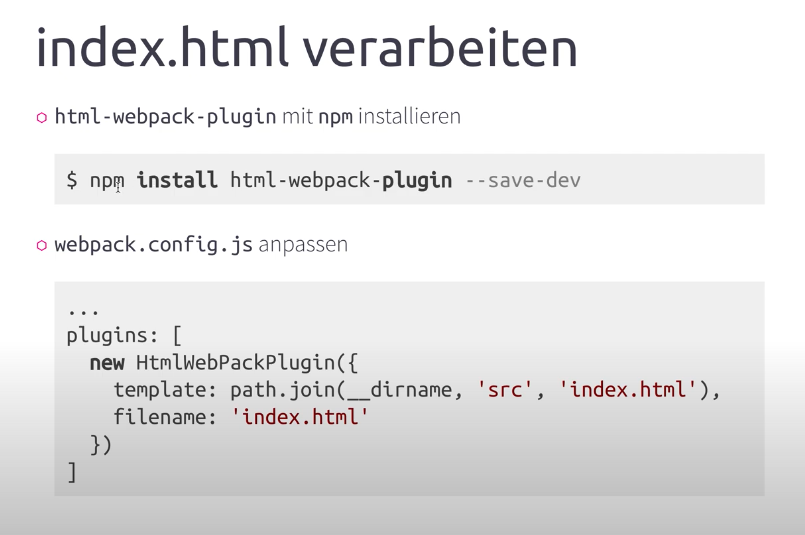 index.html verarbeiten
html-webpack-plugin mit npm installieren
$ npm install html-webpack-plugin --save-dev
webpack.config.js anpassen
...
plugins: [
  new HtmlWebPackPlugin({
    template: path.join(__dirname, 'src', 'index.html'),
    filename: 'index.html'
  })
]